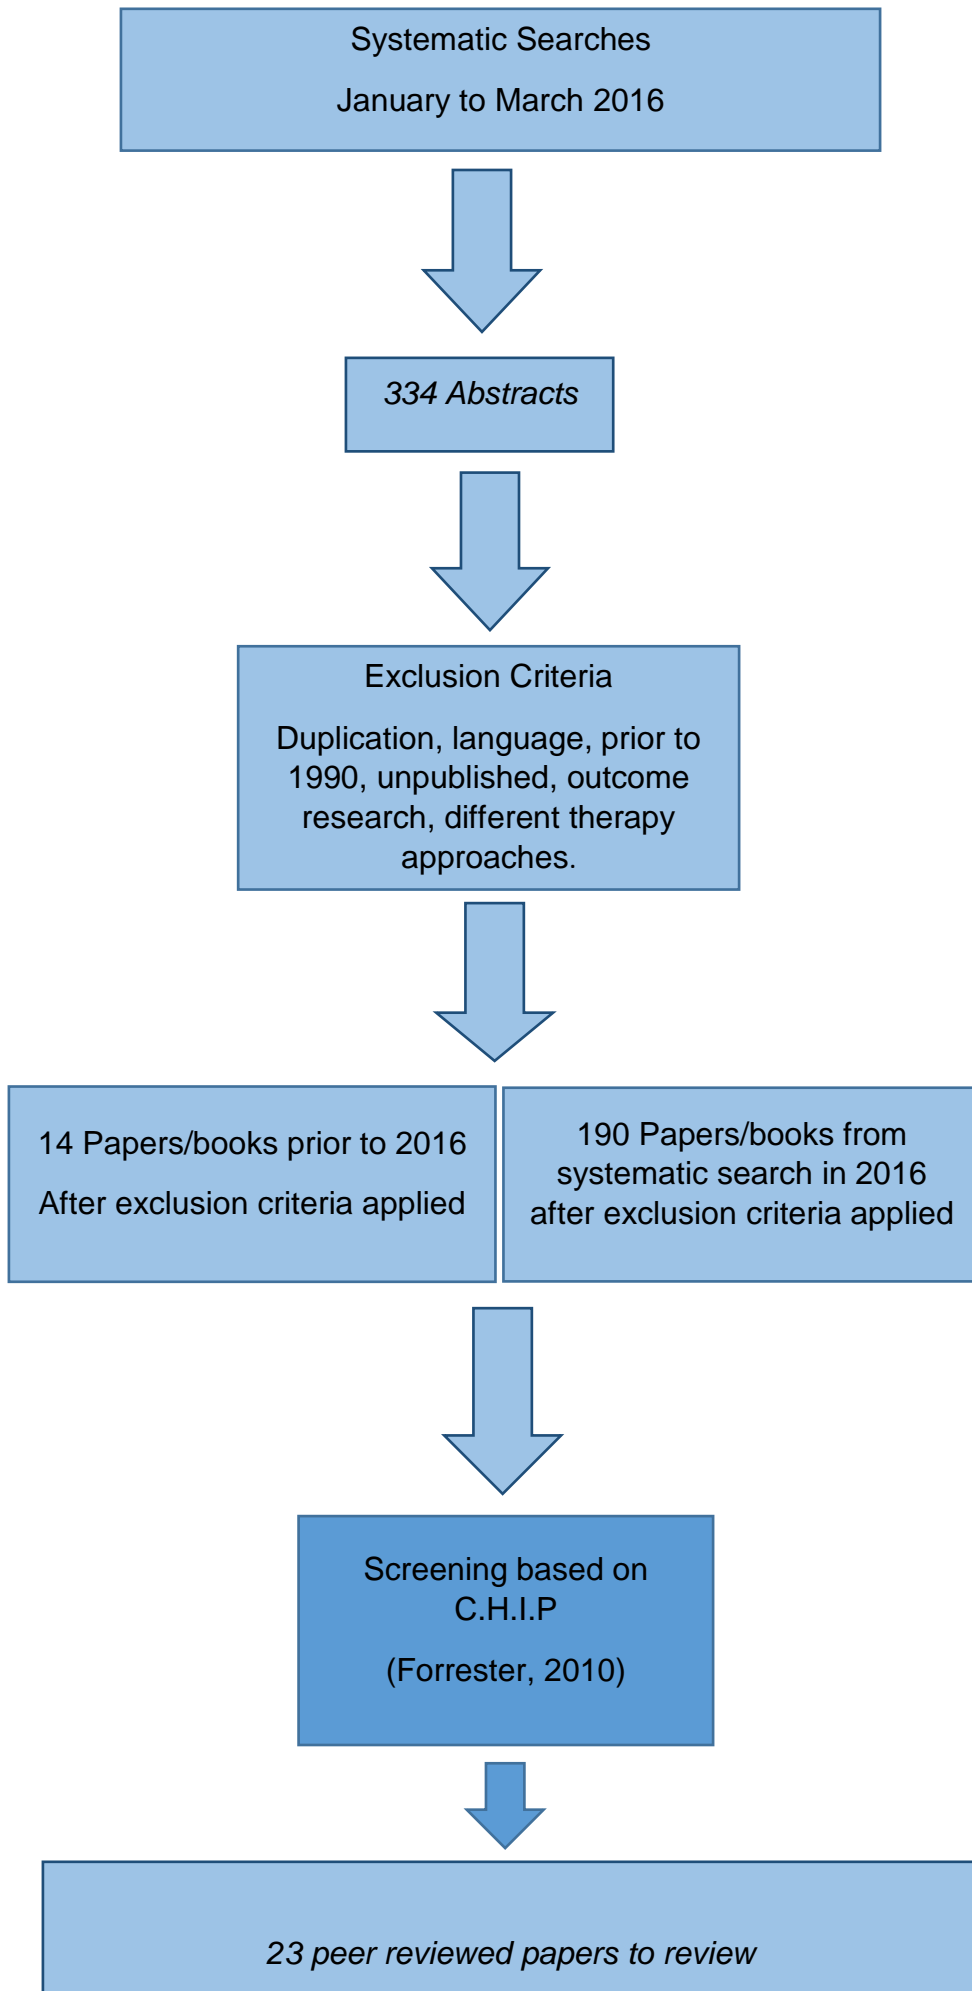 Systematic Searches
January to March 2016
334 Abstracts
Exclusion Criteria
Duplication, language, prior to
1990, unpublished, outcome
research, different therapy
approaches.
14 Papers/books prior to 2016
After exclusion criteria applied
190 Papers/books from
systematic search in 2016
after exclusion criteria applied
Screening based on
C.H.I.P
(Forrester, 2010)
23 peer reviewed papers to review